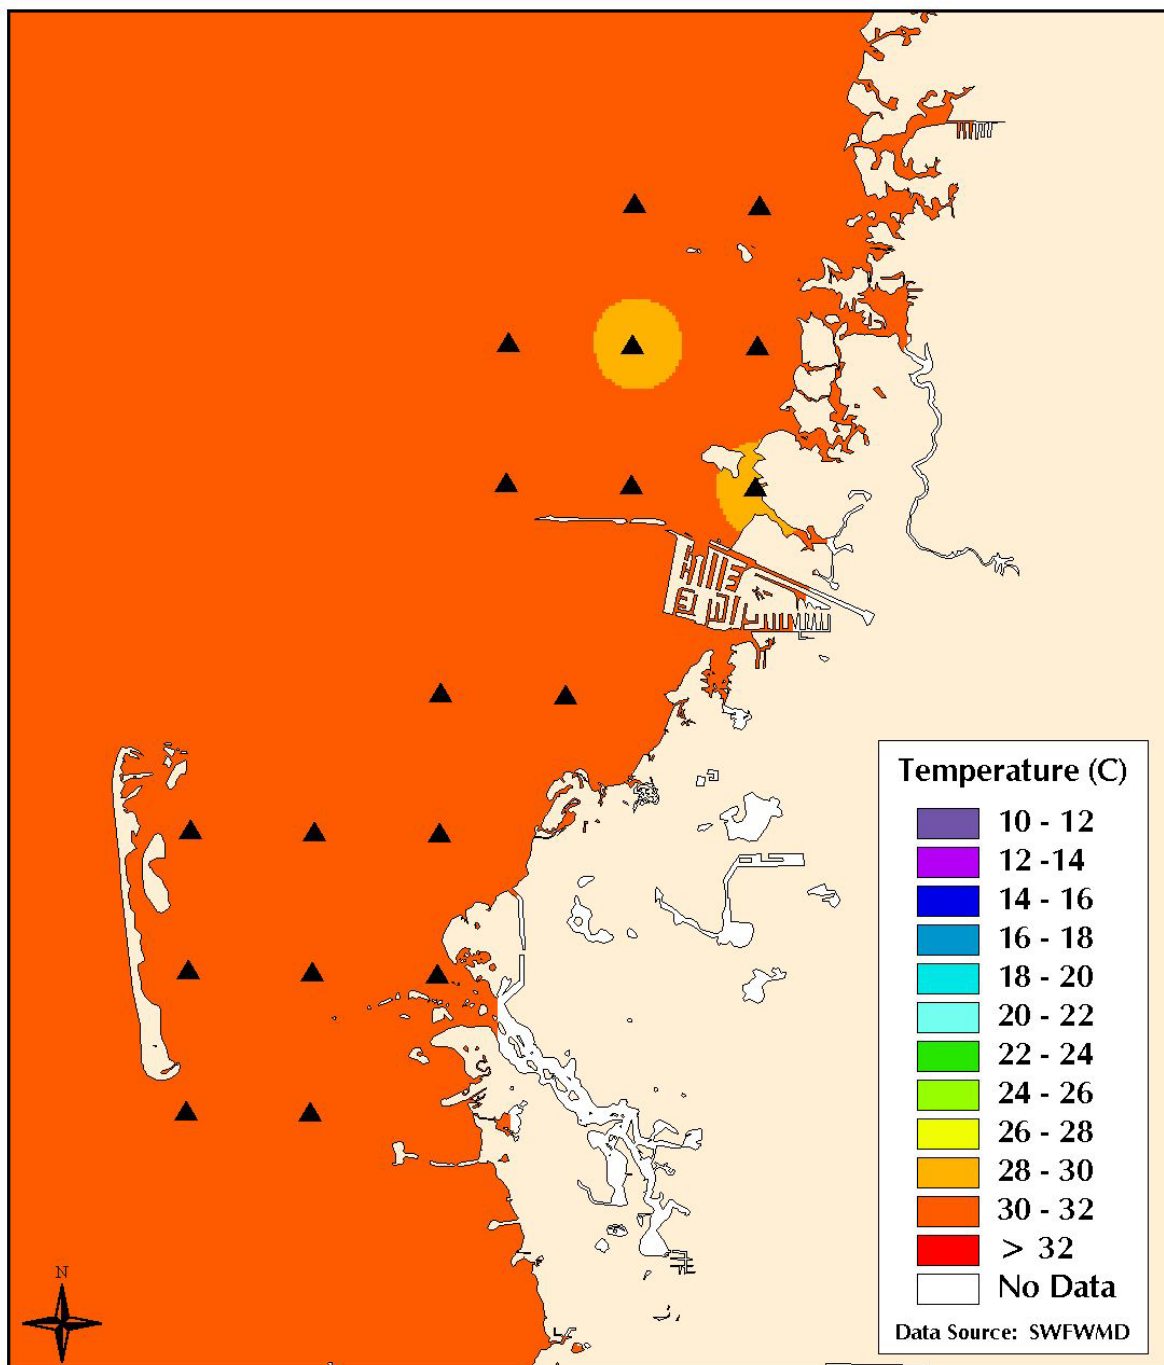 Temperature (C)
10 - 12
12 -14
14 - 16
16 - 18
18 - 20
20 - 22
22 - 24
24 - 26
26 - 28
28 - 30
30 - 32
> 32
No Data
Data Source: SWFWMD
N